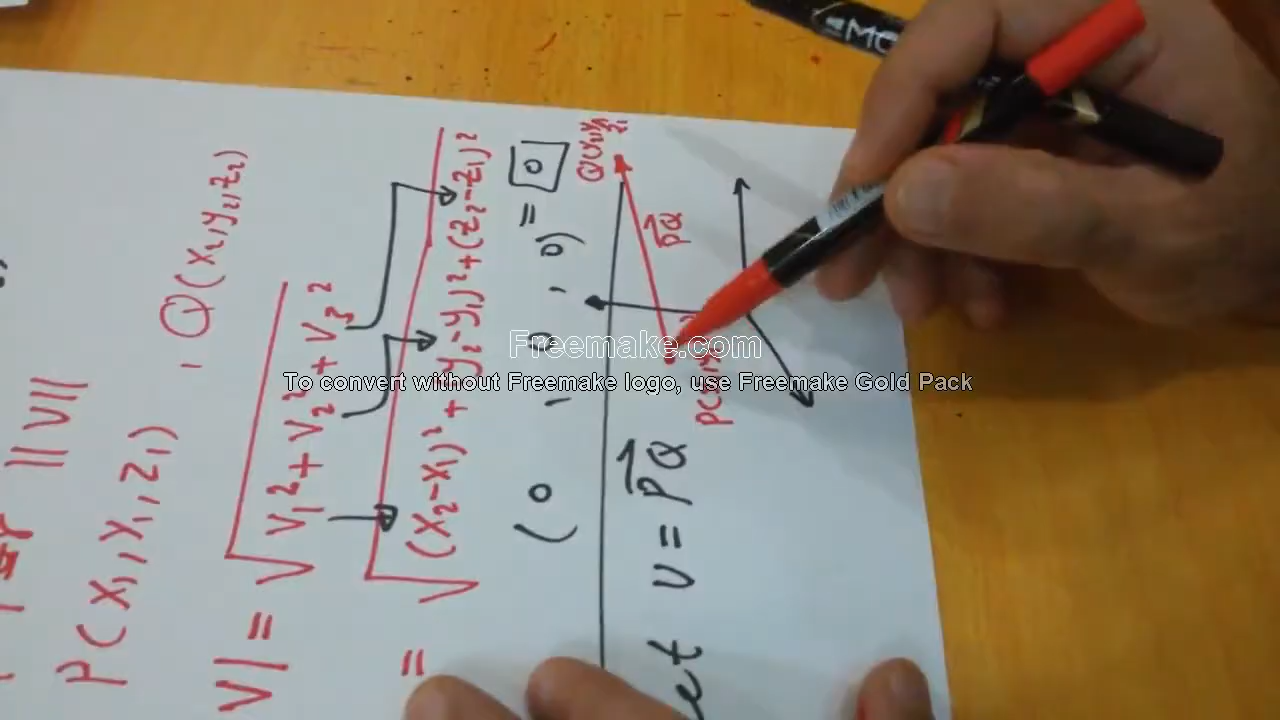 ||V||
P(X₁, Y₁, Z₁) , Q(X₂, Y₂, Z₂)
V| = √(V₁² + V₂² + V₃²)
= √((X₂-X₁)² + (Y₂-Y₁)² + (Z₂-Z₁)²)
(0, 0, 0) = 0
PQ
V = PQ
MO
Freemake.com
To convert without Freemake logo, use Freemake Gold Pack